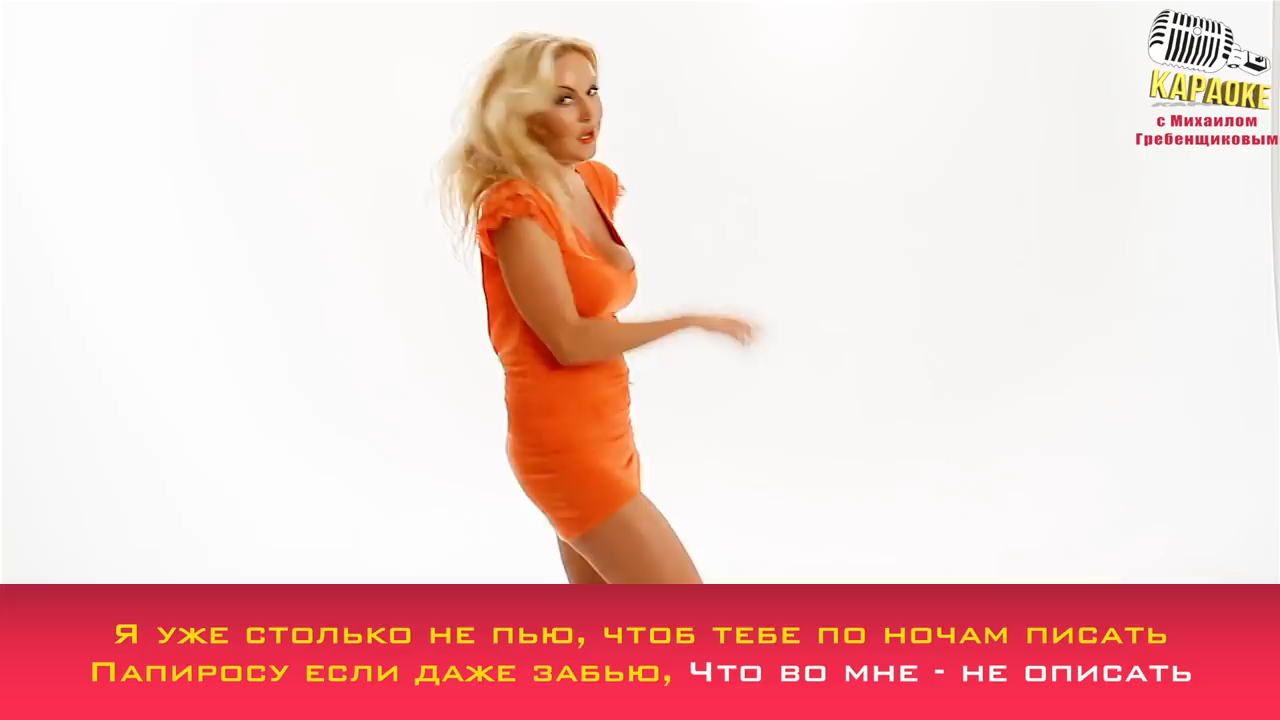 КАРАОКЕ
с Михаилом
Гребенщиковым
Я уже столько не пью, чтоб тебе по ночам писать
Папиросу если даже забью, Что во мне - не описать